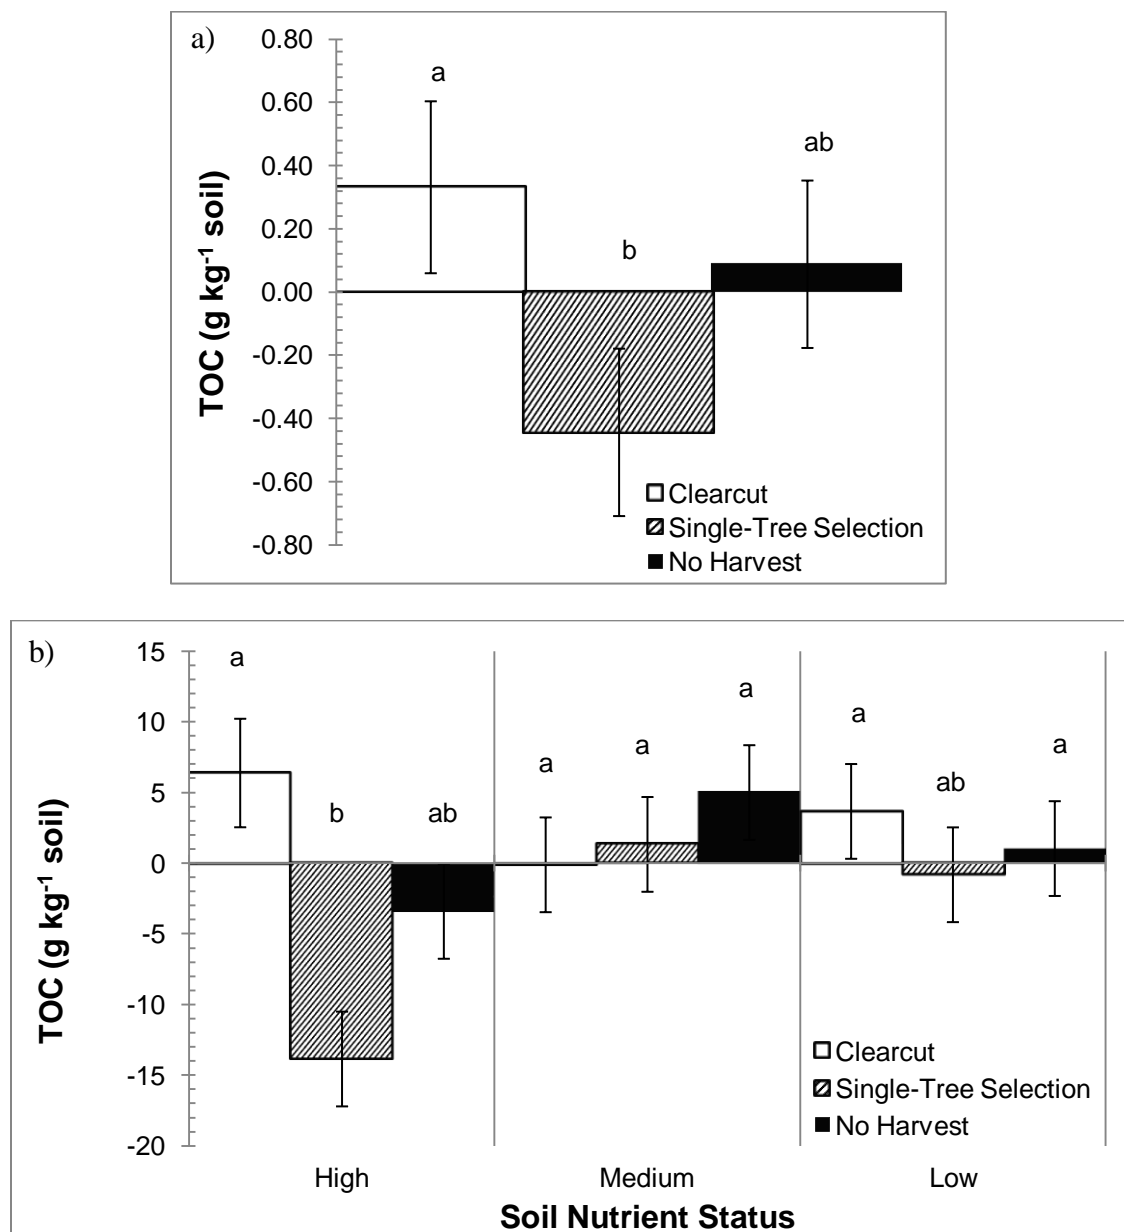 a)
TOC (g kg⁻¹ soil)
0.80
0.60
0.40
0.20
0.00
-0.20
-0.40
-0.60
-0.80
a
b
ab
Clearcut
Single-Tree Selection
No Harvest
b)
TOC (g kg⁻¹ soil)
15
10
5
0
-5
-10
-15
-20
a
b
ab
a
a
a
a
ab
a
Clearcut
Single-Tree Selection
No Harvest
High Medium Low
Soil Nutrient Status